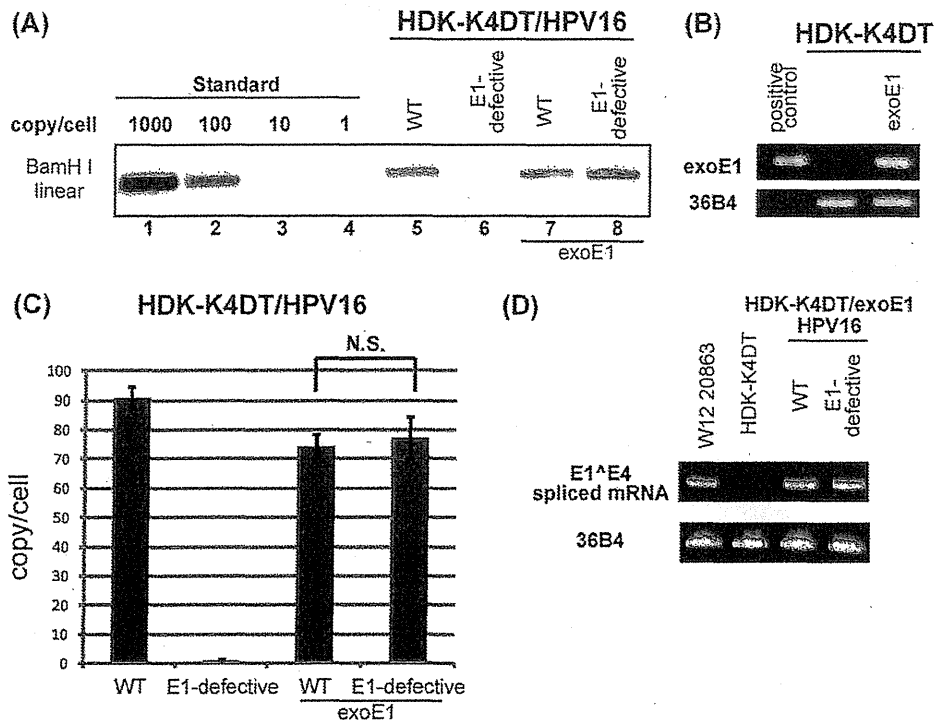 (A)
HDK-K4DT/HPV16
Standard
WT
E1-defective
WT
E1-defective
copy/cell 1000 100 10 1
BamH I
linear
1 2 3 4 5 6 7 8
exoE1
(B)
HDK-K4DT
positive control
exoE1
exoE1
36B4
(C)
HDK-K4DT/HPV16
N.S.
copy/cell
100
90
80
70
60
50
40
30
20
10
0
WT E1-defective WT E1-defective
exoE1
(D)
HDK-K4DT/exoE1
HPV16
W12 20863
HDK-K4DT
WT
E1-defective
E1^E4
spliced mRNA
36B4